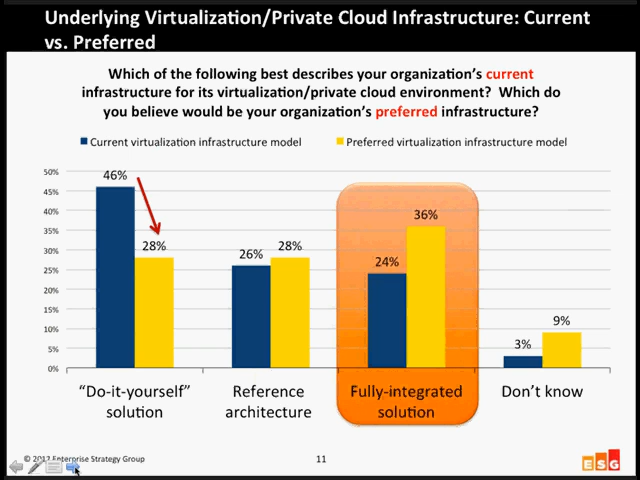 Underlying Virtualization/Private Cloud Infrastructure: Current
vs. Preferred
Which of the following best describes your organization's current
infrastructure for its virtualization/private cloud environment? Which do
you believe would be your organization's preferred infrastructure?
Current virtualization infrastructure model Preferred virtualization infrastructure model
50%
45%
40%
35%
30%
25%
20%
15%
10%
5%
0%
46%
28%
26%
28%
24%
36%
3%
9%
"Do-it-yourself"
solution
Reference
architecture
Fully-integrated
solution
Don't know
© Enterprise Strategy Group
11
ESG